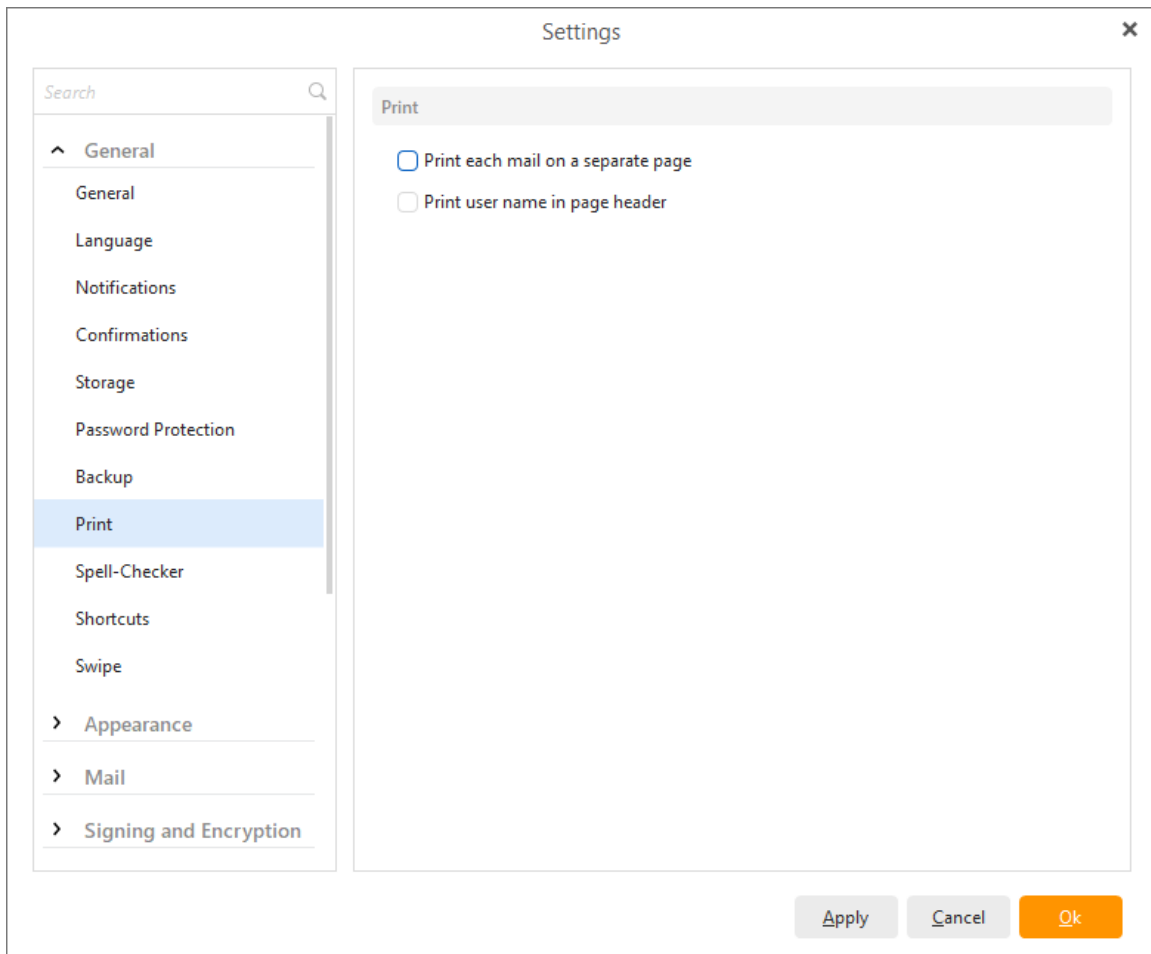 Settings
Search
General
General
Language
Notifications
Confirmations
Storage
Password Protection
Backup
Print
Spell-Checker
Shortcuts
Swipe
Appearance
Mail
Signing and Encryption
Print
Print each mail on a separate page
Print user name in page header
Apply
Cancel
Ok